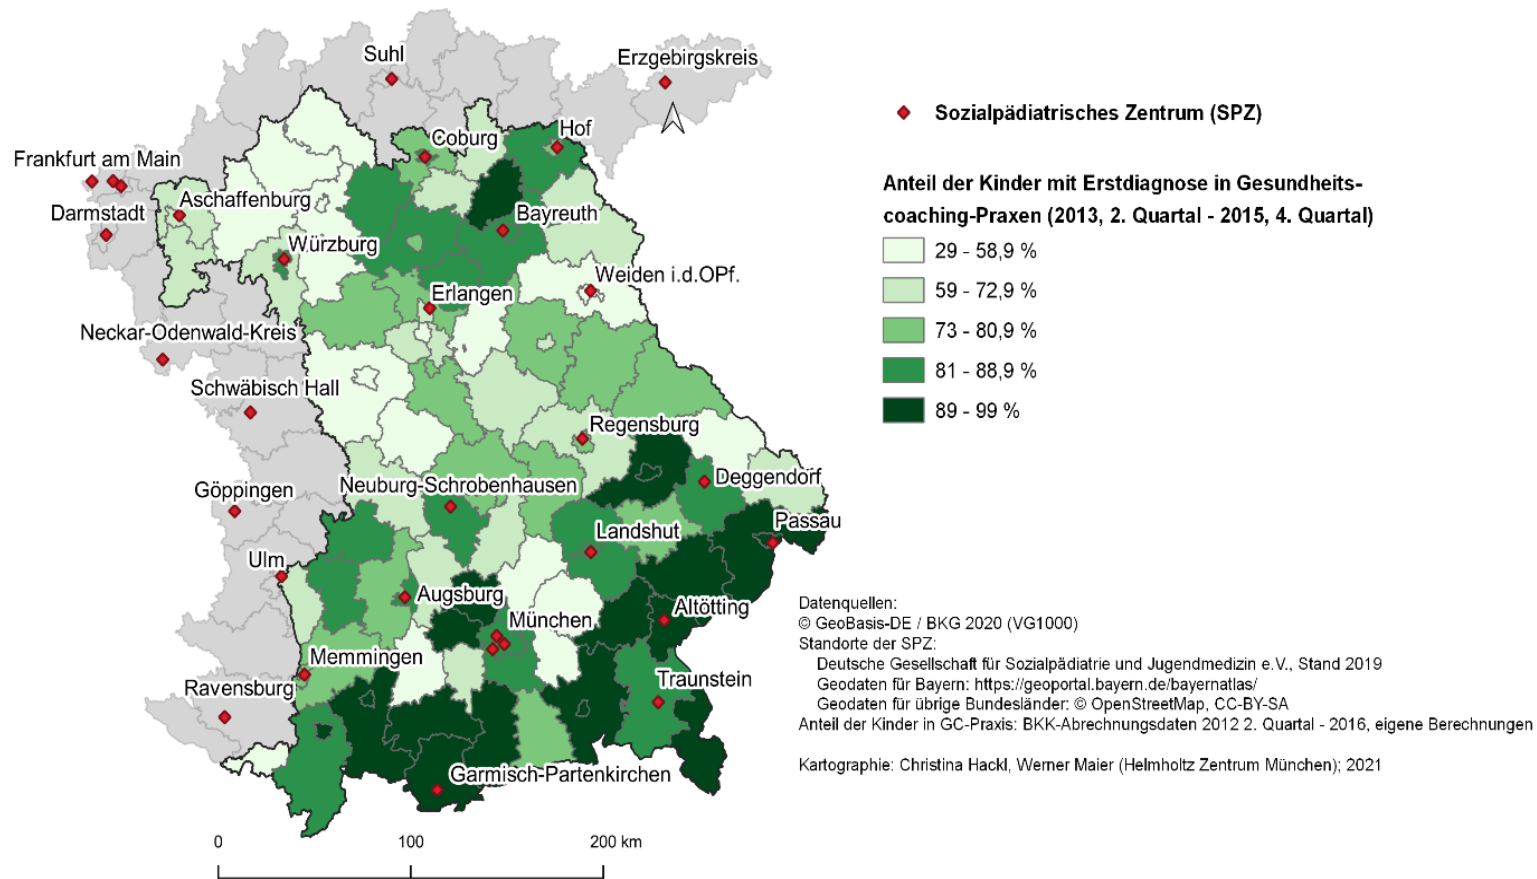 Suhl
Erzgebirgskreis
Coburg
Hof
Frankfurt am Main
Aschaffenburg
Darmstadt
Bayreuth
Würzburg
Weiden i.d.OPf.
Erlangen
Neckar-Odenwald-Kreis
Schwäbisch Hall
Regensburg
Deggendorf
Neuburg-Schrobenhausen
Göppingen
Passau
Landshut
Ulm
Augsburg
Altötting
München
Memmingen
Traunstein
Ravensburg
Garmisch-Partenkirchen
0 100 200 km
Sozialpädiatrisches Zentrum (SPZ)
Anteil der Kinder mit Erstdiagnose in Gesundheits-
coaching-Praxen (2013, 2. Quartal - 2015, 4. Quartal)
29 - 58,9 %
59 - 72,9 %
73 - 80,9 %
81 - 88,9 %
89 - 99 %
Datenquellen:
© GeoBasis-DE / BKG 2020 (VG1000)
Standorte der SPZ:
Deutsche Gesellschaft für Sozialpädiatrie und Jugendmedizin e.V., Stand 2019
Geodaten für Bayern: https://geoportal.bayern.de/bayernatlas/
Geodaten für übrige Bundesländer: © OpenStreetMap, CC-BY-SA
Anteil der Kinder in GC-Praxis: BKK-Abrechnungsdaten 2012 2. Quartal - 2016, eigene Berechnungen
Kartographie: Christina Hackl, Werner Maier (Helmholtz Zentrum München); 2021